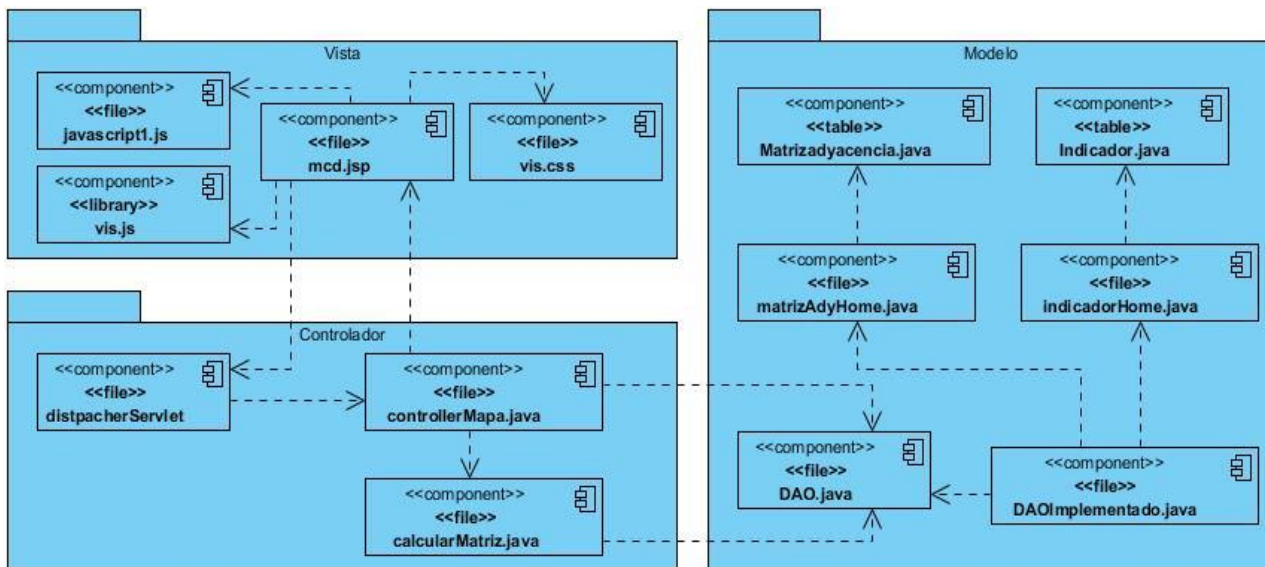 Vista
<<component>>
<<file>>
javascript1.js
<<component>>
<<file>>
mcd.jsp
<<component>>
<<file>>
vis.css
<<component>>
<<library>>
vis.js
Controlador
<<component>>
<<file>>
distpacherServlet
<<component>>
<<file>>
controllerMapa.java
<<component>>
<<file>>
calcularMatriz.java
Modelo
<<component>>
<<table>>
Matrizadyacencia.java
<<component>>
<<table>>
Indicador.java
<<component>>
<<file>>
matrizAdyHome.java
<<component>>
<<file>>
indicadorHome.java
<<component>>
<<file>>
DAO.java
<<component>>
<<file>>
DAOImplementado.java